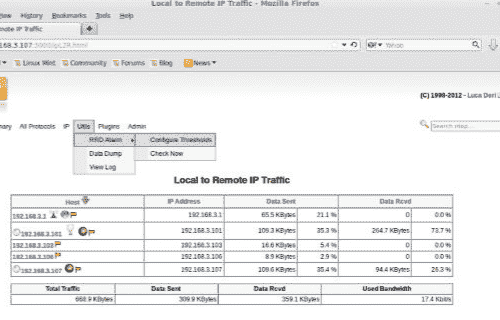 Local to Remote IP Traffic - Mozilla Firefox
View History Bookmarks Tools Help
Remote IP Traffic
168.3.107:3000/ipL2R.html
Yahoo
Linux Mint Community Forums Blog News
(C) 1998-2012 - Luca Deri
All Protocols IP Utils Plugins Admin
Search ntop...
RRD Alarm Configure Thresholds
Data Dump Check Now
View Log
Local to Remote IP Traffic
Host IP Address Data Sent Data Rcvd
192.168.3.1 192.168.3.1 65.5 KBytes 21.1 % 0 0.0 %
192.168.3.101 192.168.3.101 109.3 KBytes 35.3 % 264.7 KBytes 73.7 %
192.168.3.103 192.168.3.103 16.6 KBytes 5.4 % 0 0.0 %
192.168.3.106 192.168.3.106 8.9 KBytes 2.9 % 0 0.0 %
192.168.3.107 192.168.3.107 109.6 KBytes 35.4 % 94.4 KBytes 26.3 %
Total Traffic Data Sent Data Rcvd Used Bandwidth
668.9 KBytes 309.9 KBytes 359.1 KBytes 17.4 Kbit/s